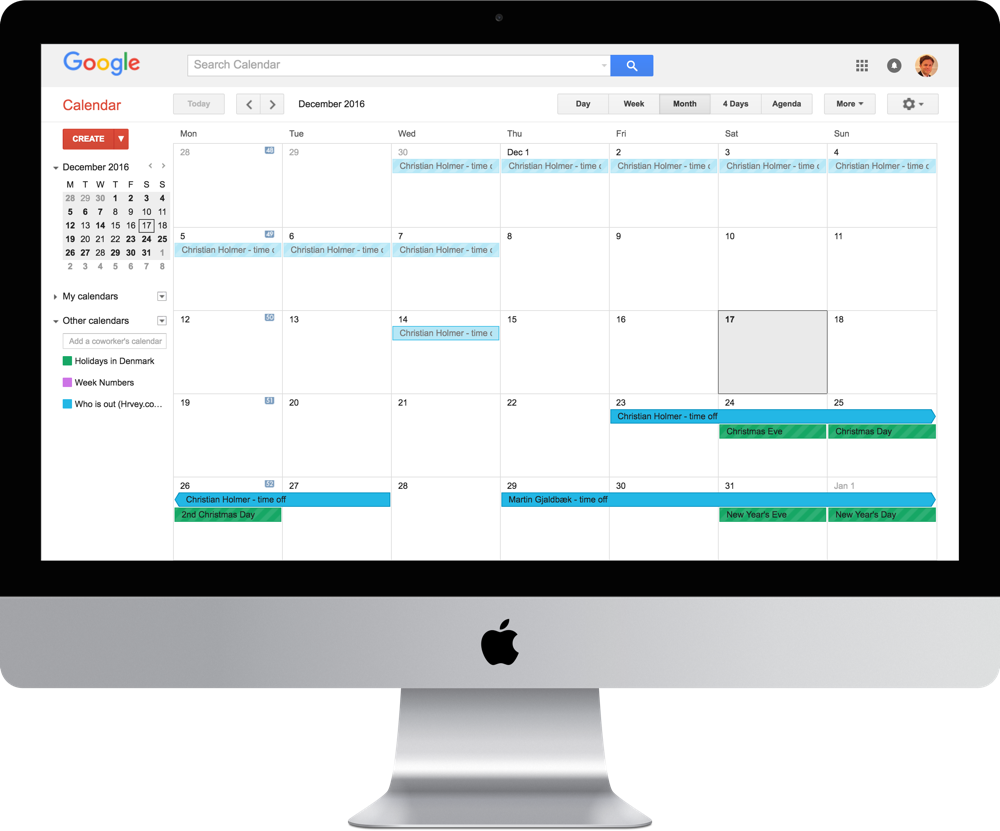 Google
Search Calendar
Calendar
Today
December 2016
Day Week Month 4 Days Agenda
More
CREATE
December 2016
M T W T F S S
28 29 30 1 2 3 4
5 6 7 8 9 10 11
12 13 14 15 16 17 18
19 20 21 22 23 24 25
26 27 28 29 30 31 1
2 3 4 5 6 7 8
My calendars
Other calendars
Add a coworker's calendar
Holidays in Denmark
Week Numbers
Who is out (Hrvey.co...
Mon Tue Wed Thu Fri Sat Sun
28 48 29 30 Dec 1 2 3 4
Christian Holmer - time o Christian Holmer - time o Christian Holmer - time o Christian Holmer - time o Christian Holmer - time o
5 49 6 7 8 9 10 11
Christian Holmer - time o Christian Holmer - time o Christian Holmer - time o
12 50 13 14 15 16 17 18
Christian Holmer - time o
19 51 20 21 22 23 24 25
Christian Holmer - time off
Christmas Eve Christmas Day
26 52 27 28 29 30 31 Jan 1
Christian Holmer - time off Martin Gjaldbæk - time off
2nd Christmas Day New Year's Eve New Year's Day